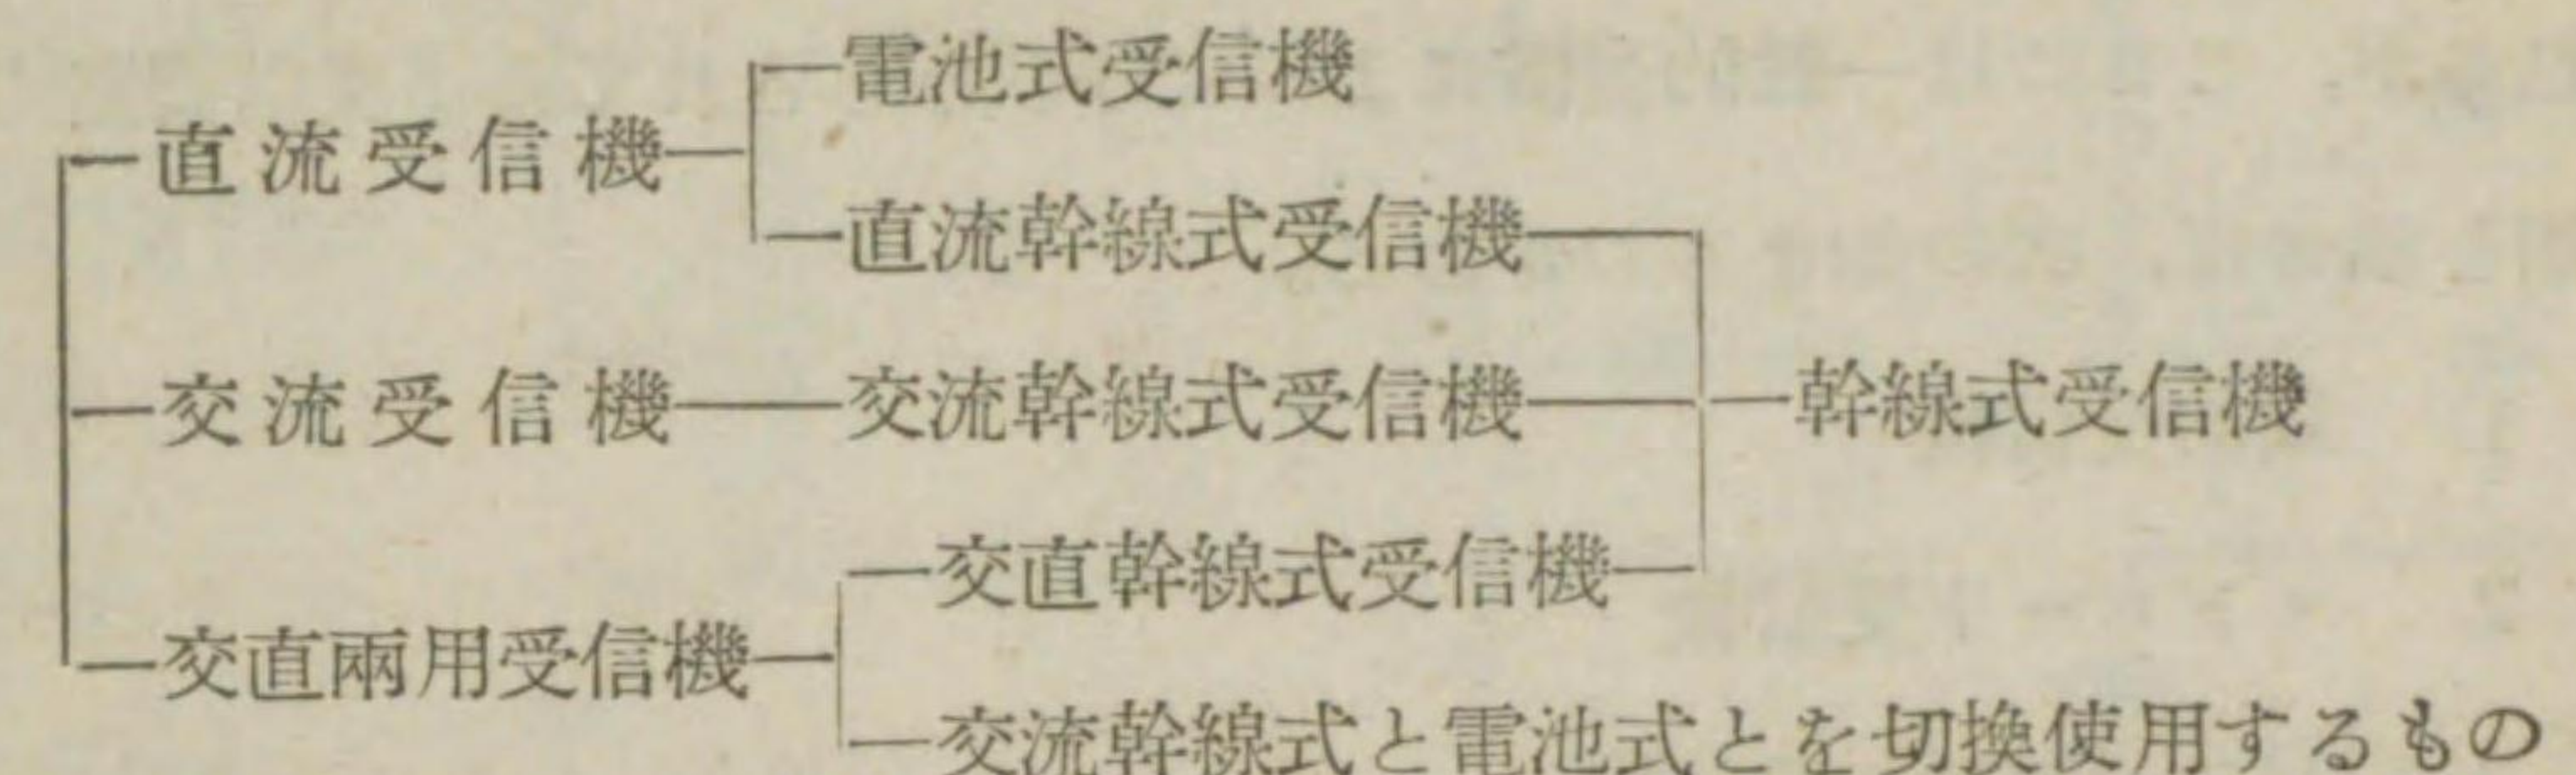 電池式受信機
直流受信機
直流幹線式受信機
交流受信機
交流幹線式受信機
幹線式受信機
交直幹線式受信機
交直兩用受信機
交流幹線式と電池式とを切換使用するもの